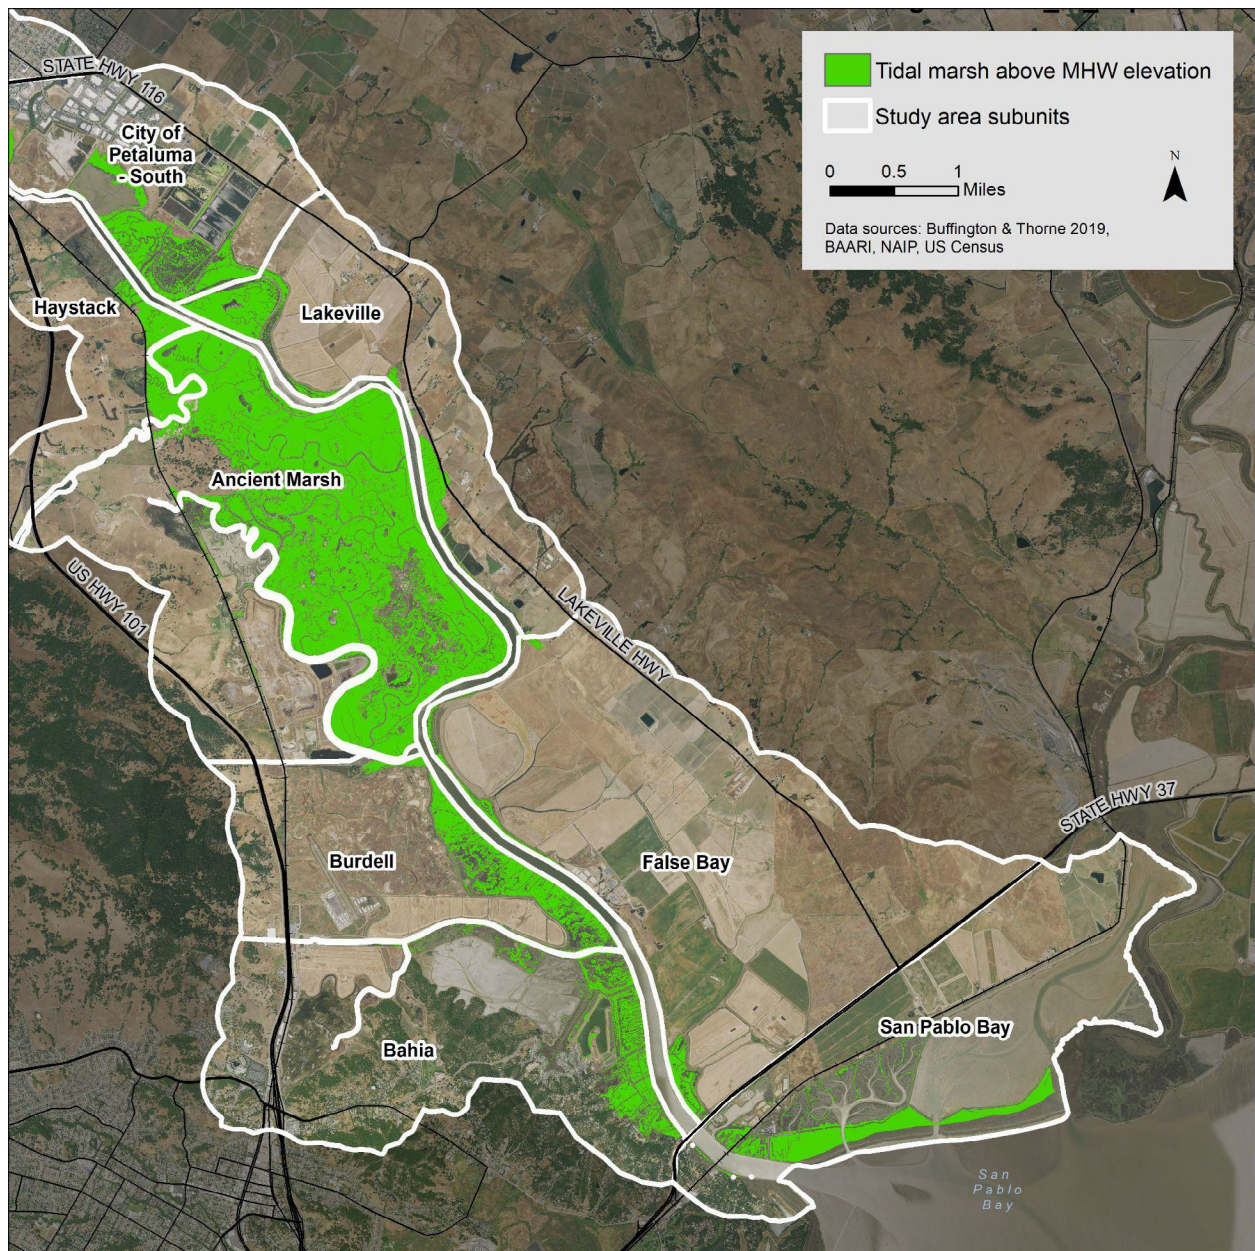 Tidal marsh above MHW elevation
Study area subunits
0 0.5 1
Miles
N
Data sources: Buffington & Thorne 2019,
BAARI, NAIP, US Census
STATE HWY 116
City of
Petaluma
- South
Haystack
Lakeville
Ancient Marsh
US HWY 101
LAKEVILLE HWY
STATE HWY 37
Burdell
False Bay
San Pablo Bay
Bahia
San
Pablo
Bay